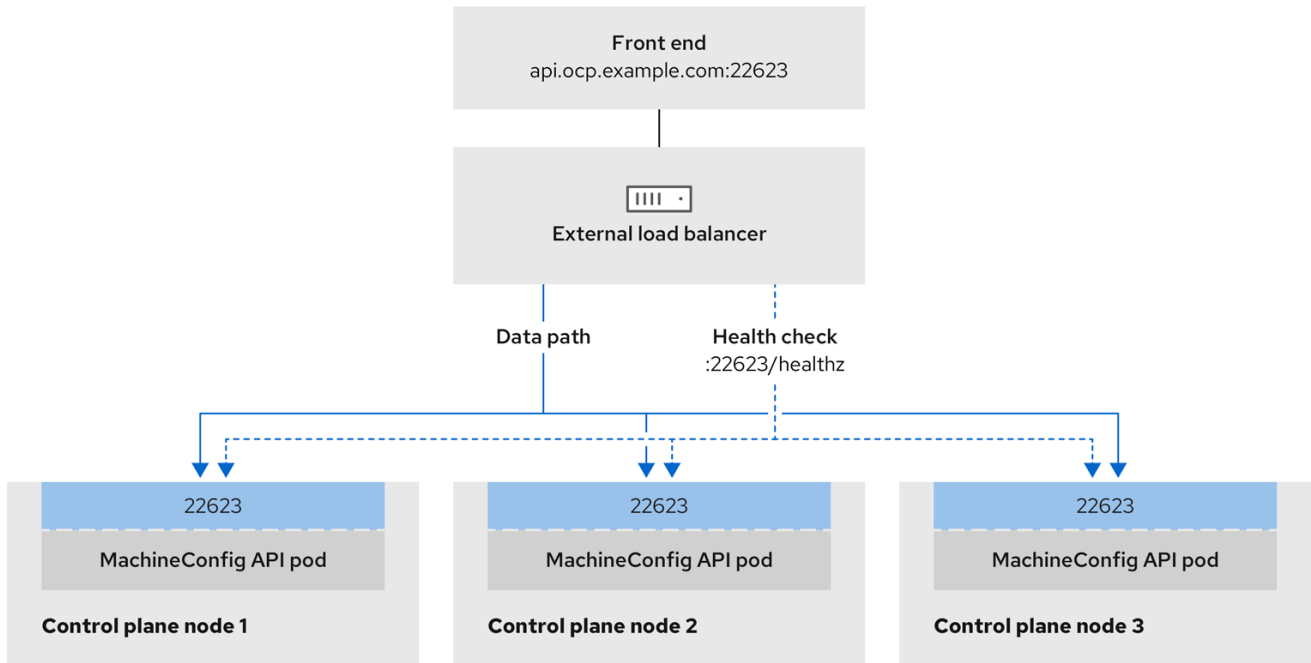 Front end
api.ocp.example.com:22623
External load balancer
Data path
Health check
:22623/healthz
22623
22623
22623
MachineConfig API pod
MachineConfig API pod
MachineConfig API pod
Control plane node 1
Control plane node 2
Control plane node 3